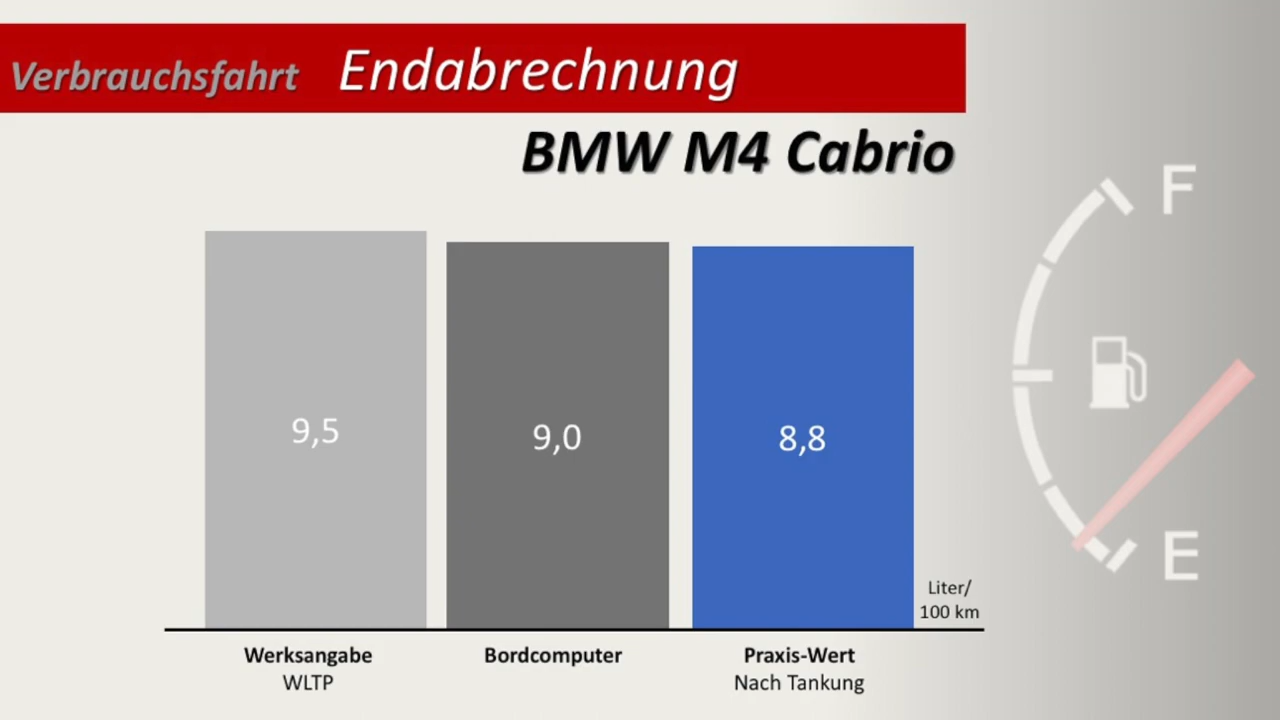 Verbrauchsfahrt Endabrechnung
BMW M4 Cabrio
F
E
9,5
9,0
8,8
Liter/
100 km
Werksangabe
WLTP
Bordcomputer
Praxis-Wert
Nach Tankung